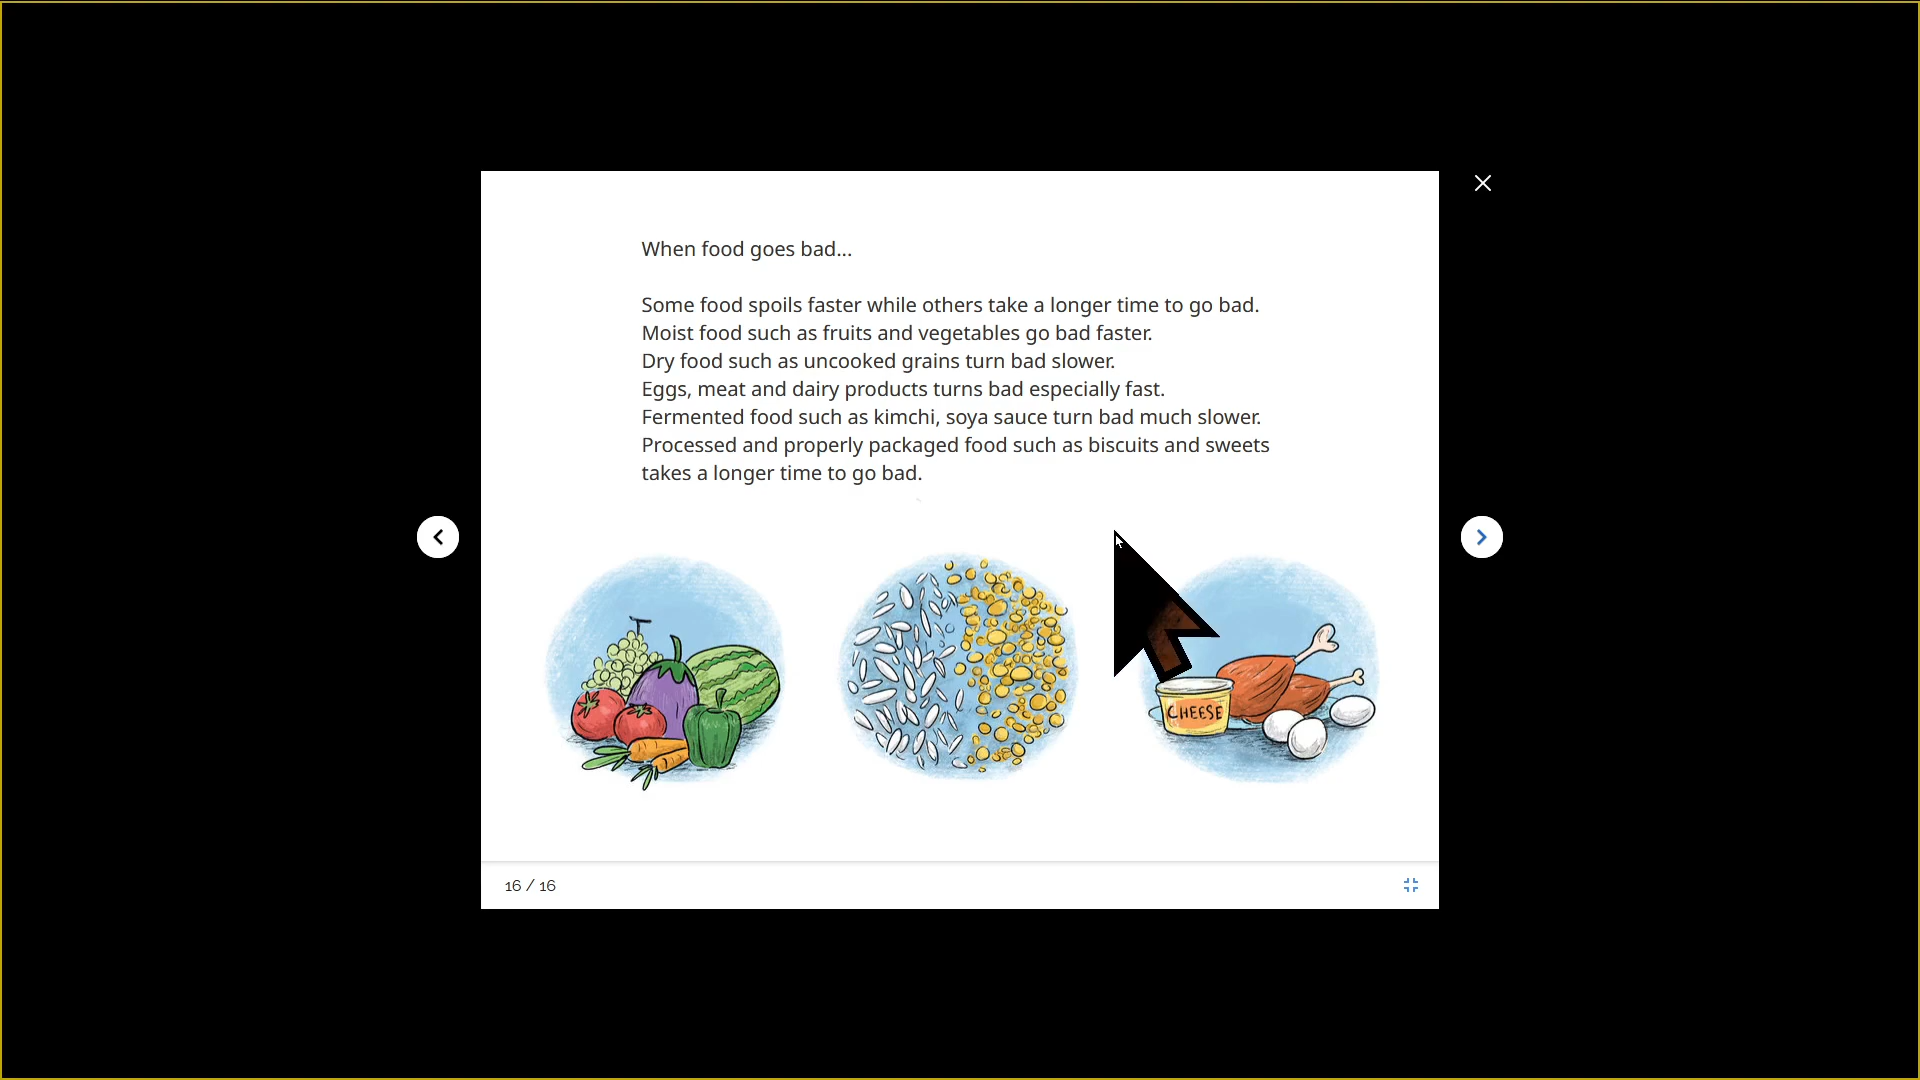 When food goes bad...
Some food spoils faster while others take a longer time to go bad.
Moist food such as fruits and vegetables go bad faster.
Dry food such as uncooked grains turn bad slower.
Eggs, meat and dairy products turns bad especially fast.
Fermented food such as kimchi, soya sauce turn bad much slower.
Processed and properly packaged food such as biscuits and sweets
takes a longer time to go bad.
CHEESE
16 / 16